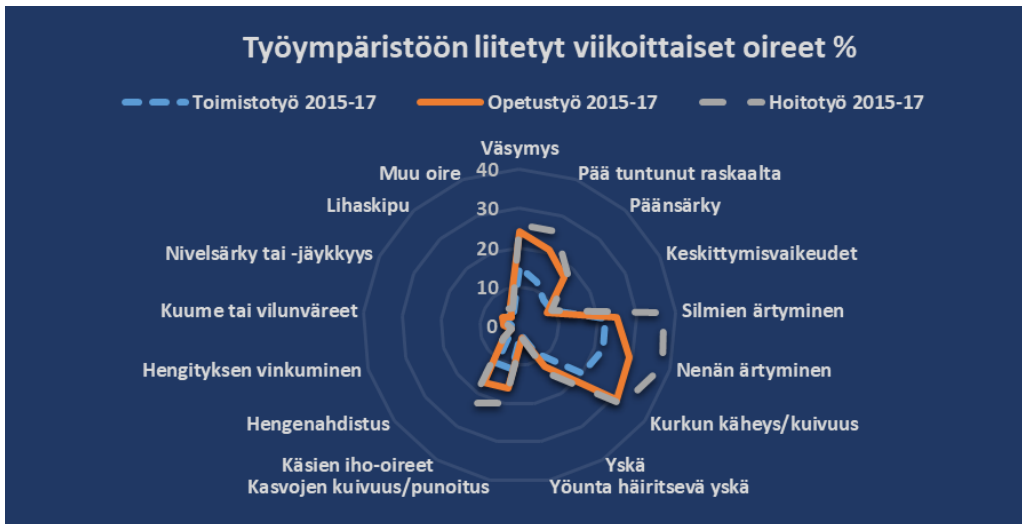 Työympäristöön liitetyt viikoittaiset oireet %
Toimistotyö 2015-17
Opetustyö 2015-17
Hoitotyö 2015-17
Väsymys
Pää tuntunut raskaalta
Päänsärky
Keskittymisvaikeudet
Silmien ärtyminen
Nenän ärtyminen
Kurkun käheys/kuivuus
Yskä
Yöunta häiritsevä yskä
Kasvojen kuivuus/punoitus
Käsien iho-oireet
Hengenahdistus
Hengityksen vinkuminen
Kuume tai vilunväreet
Nivelsärky tai -jäykkyys
Lihaskipu
Muu oire
40
30
20
10
0